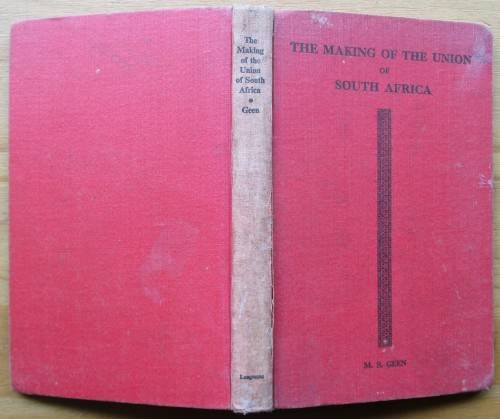 The
Making
of the
Union
of South
Africa
Geen
Longmans
THE MAKING OF THE UNION
OF
SOUTH AFRICA
M. S. GEEN